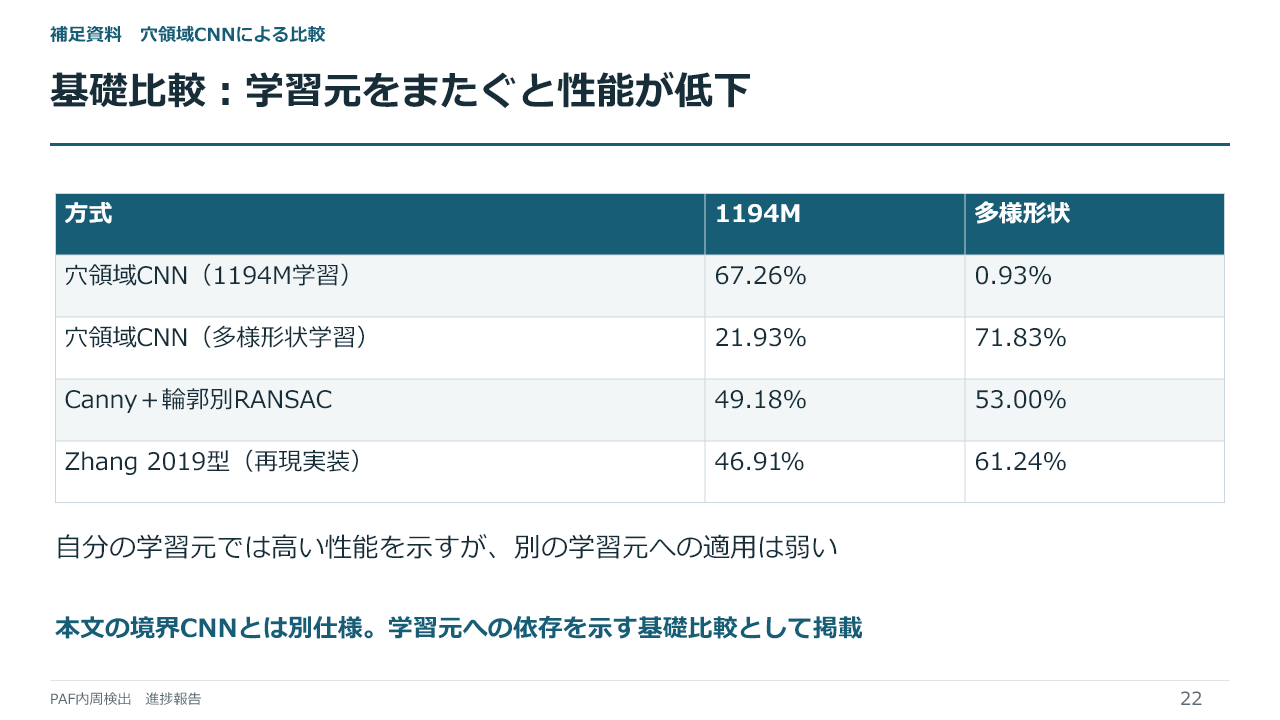 補足資料　穴領域CNNによる比較
基礎比較：学習元をまたぐと性能が低下
方式 1194M 多様形状
穴領域CNN（1194M学習） 67.26% 0.93%
穴領域CNN（多様形状学習） 21.93% 71.83%
Canny＋輪郭別RANSAC 49.18% 53.00%
Zhang 2019型（再現実装） 46.91% 61.24%
自分の学習元では高い性能を示すが、別の学習元への適用は弱い
本文の境界CNNとは別仕様。学習元への依存を示す基礎比較として掲載
PAF内周検出　進捗報告 22